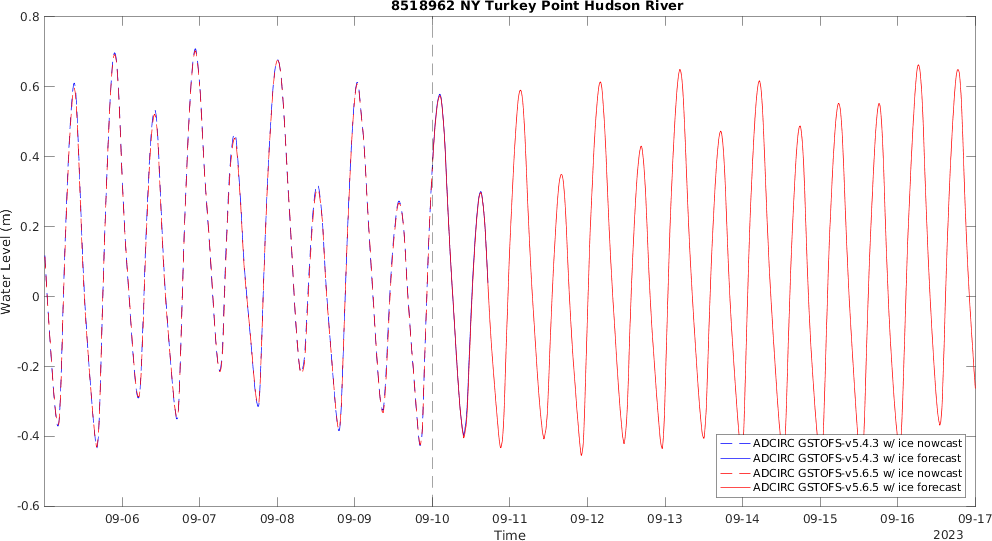 8518962 NY Turkey Point Hudson River
0.8
0.6
0.4
0.2
0
-0.2
-0.4
-0.6
Water Level (m)
ADCIRC GSTOFS-v5.4.3 w/ ice nowcast
ADCIRC GSTOFS-v5.4.3 w/ ice forecast
ADCIRC GSTOFS-v5.6.5 w/ ice nowcast
ADCIRC GSTOFS-v5.6.5 w/ ice forecast
09-06 09-07 09-08 09-09 09-10 09-11 09-12 09-13 09-14 09-15 09-16 09-17
Time
2023